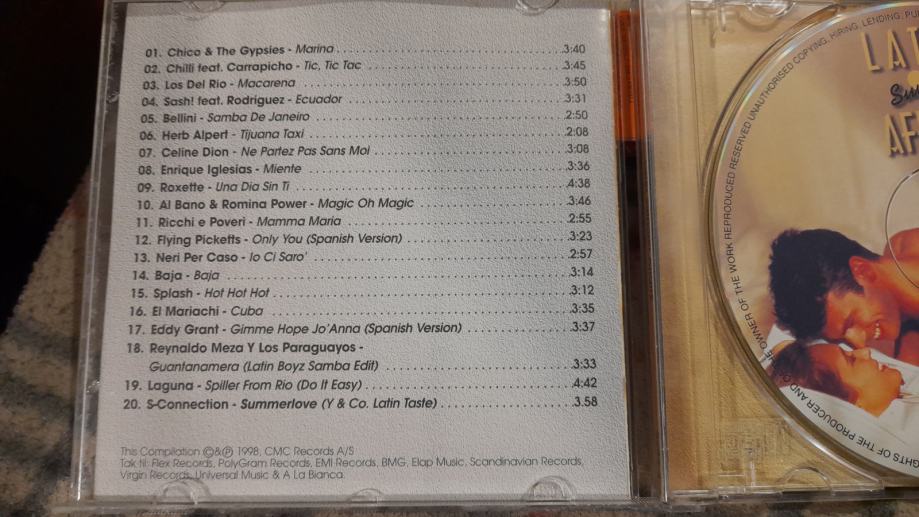 01. Chico & The Gypsies - Marina ........ 3:40
02. Chilli feat. Carrapicho - Tic, Tic Tac ........ 3:45
03. Los Del Rio - Macarena ........ 3:50
04. Sash! feat. Rodriguez - Ecuador ........ 3:31
05. Bellini - Samba De Janeiro ........ 2:50
06. Herb Alpert - Tijuana Taxi ........ 2:08
07. Celine Dion - Ne Partez Pas Sans Moi ........ 3:08
08. Enrique Iglesias - Miente ........ 3:36
09. Roxette - Una Dia Sin Ti ........ 4:38
10. Al Bano & Romina Power - Magic Oh Magic ........ 3:46
11. Ricchi e Poveri - Mamma Maria ........ 2:55
12. Flying Picketts - Only You (Spanish Version) ........ 3:23
13. Neri Per Caso - Io Ci Saro' ........ 2:57
14. Baja - Baja ........ 3:14
15. Splash - Hot Hot Hot ........ 3:12
16. El Mariachi - Cuba ........ 3:35
17. Eddy Grant - Gimme Hope Jo'Anna (Spanish Version) ........ 3:37
18. Reynaldo Meza Y Los Paraguayos -
Guantanamera (Latin Boyz Samba Edit) ........ 3:33
19. Laguna - Spiller From Rio (Do It Easy) ........ 4:42
20. S-Connection - Summerlove (Y & Co. Latin Taste) ........ 3.58
This Compilation ©&℗ 1998, CMC Records A/S
Tak til: Flex Records, PolyGram Records, EMI Records, BMG, Elap Music, Scandinavian Records,
Virgin Records, Universal Music & A La Bianca.
LAT
AF
GHTS OF THE PRODUCER AND O THE OWNER OF THE WORK REPRODUCED RESERVED UNAUTHORISED COPYING, HIRING, LENDING, PU